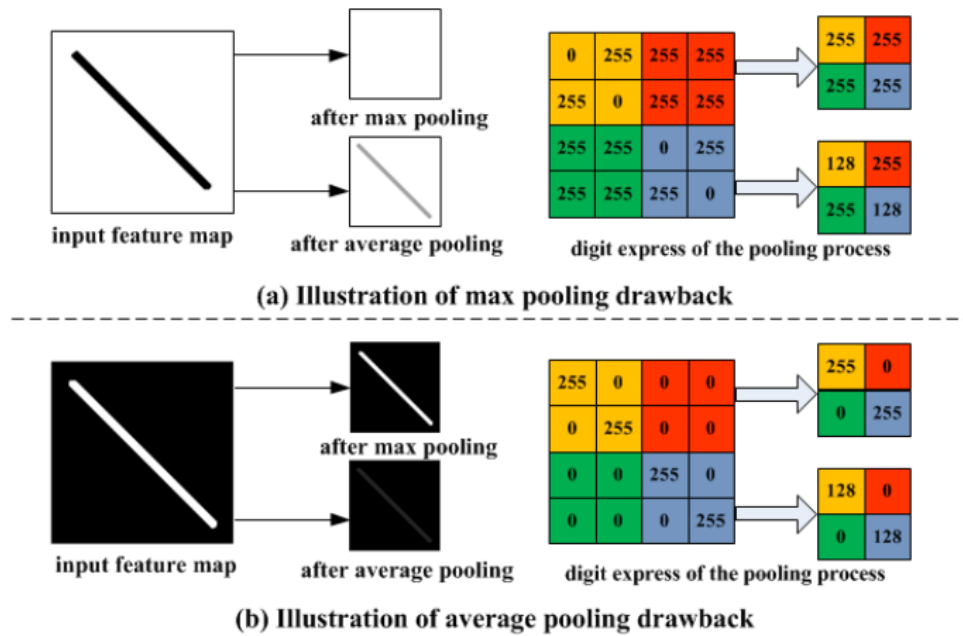 input feature map
after max pooling
after average pooling
0 255 255 255
255 0 255 255
255 255 0 255
255 255 255 0
255 255
255 255
128 255
255 128
digit express of the pooling process
(a) Illustration of max pooling drawback
input feature map
after max pooling
after average pooling
255 0 0 0
0 255 0 0
0 0 255 0
0 0 0 255
255 0
0 255
128 0
0 128
digit express of the pooling process
(b) Illustration of average pooling drawback